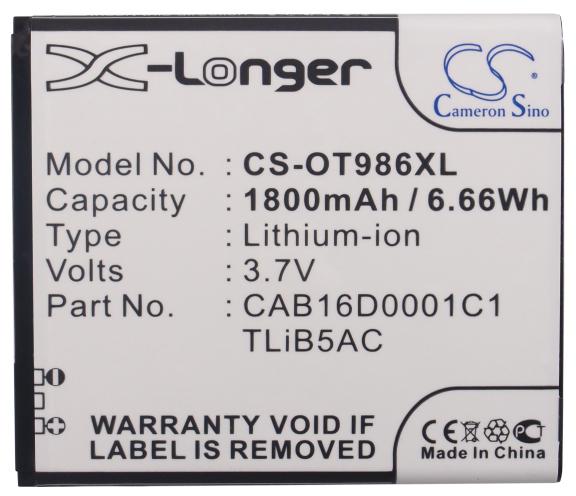 X-Longer
Cameron Sino
Model No. : CS-OT986XL
Capacity : 1800mAh / 6.66Wh
Type : Lithium-ion
Volts : 3.7V
Part No. : CAB16D0001C1
TLiB5AC
WARRANTY VOID IF
LABEL IS REMOVED
Made In China